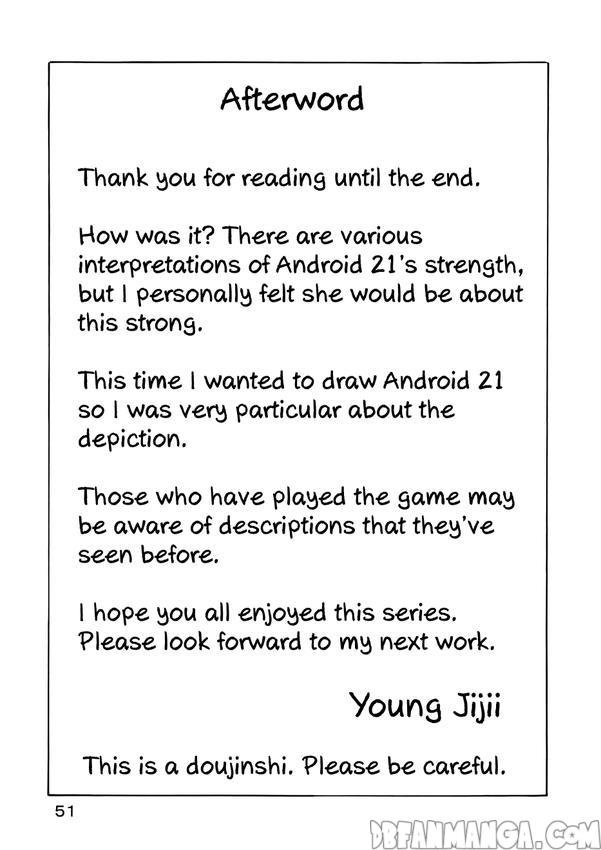 Afterword
Thank you for reading until the end.
How was it? There are various
interpretations of Android 21's strength,
but I personally felt she would be about
this strong.
This time I wanted to draw Android 21
so I was very particular about the
depiction.
Those who have played the game may
be aware of descriptions that they've
seen before.
I hope you all enjoyed this series.
Please look forward to my next work.
Young Jijii
This is a doujinshi. Please be careful.
51
DBFANMANGA.COM